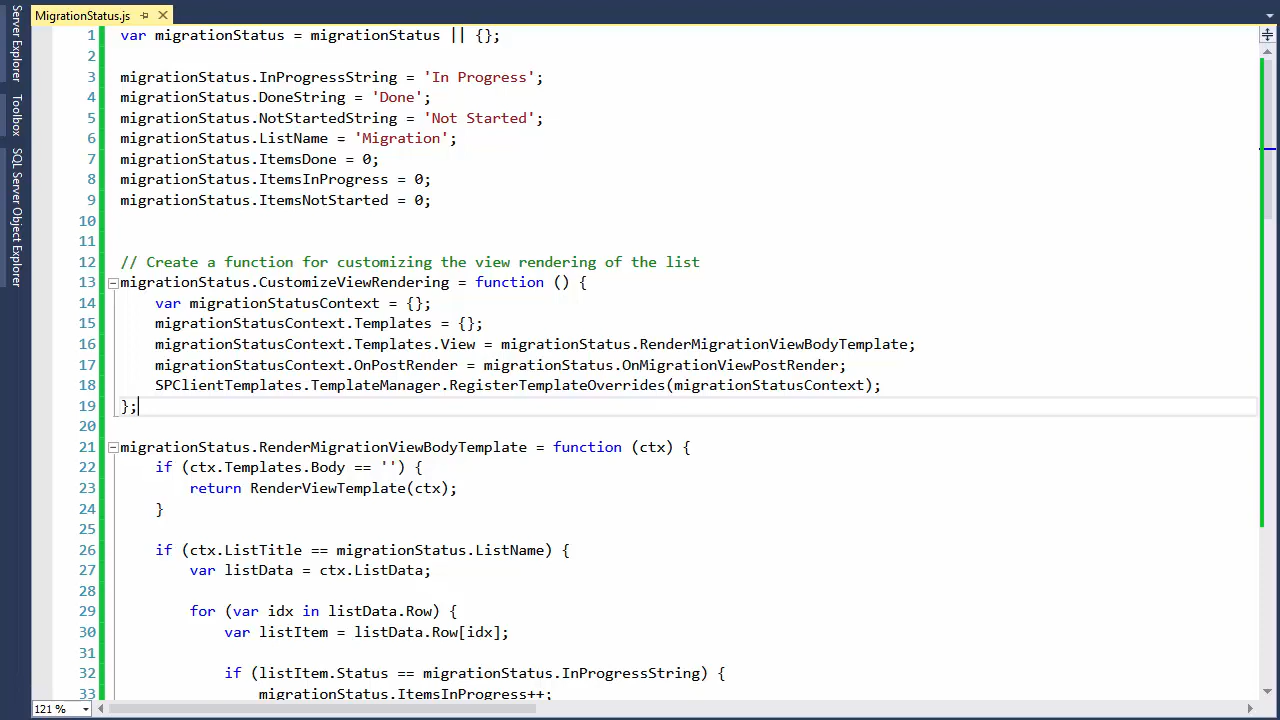 MigrationStatus.js
Server Explorer
Toolbox
SQL Server Object Explorer
1 var migrationStatus = migrationStatus || {};
2
3 migrationStatus.InProgressString = 'In Progress';
4 migrationStatus.DoneString = 'Done';
5 migrationStatus.NotStartedString = 'Not Started';
6 migrationStatus.ListName = 'Migration';
7 migrationStatus.ItemsDone = 0;
8 migrationStatus.ItemsInProgress = 0;
9 migrationStatus.ItemsNotStarted = 0;
10
11
12 // Create a function for customizing the view rendering of the list
13 migrationStatus.CustomizeViewRendering = function () {
14     var migrationStatusContext = {};
15     migrationStatusContext.Templates = {};
16     migrationStatusContext.Templates.View = migrationStatus.RenderMigrationViewBodyTemplate;
17     migrationStatusContext.OnPostRender = migrationStatus.OnMigrationViewPostRender;
18     SPClientTemplates.TemplateManager.RegisterTemplateOverrides(migrationStatusContext);
19 };
20
21 migrationStatus.RenderMigrationViewBodyTemplate = function (ctx) {
22     if (ctx.Templates.Body == '') {
23         return RenderViewTemplate(ctx);
24     }
25
26     if (ctx.ListTitle == migrationStatus.ListName) {
27         var listData = ctx.ListData;
28
29         for (var idx in listData.Row) {
30             var listItem = listData.Row[idx];
31
32             if (listItem.Status == migrationStatus.InProgressString) {
33                 migrationStatus.ItemsInProgress++;
121 %